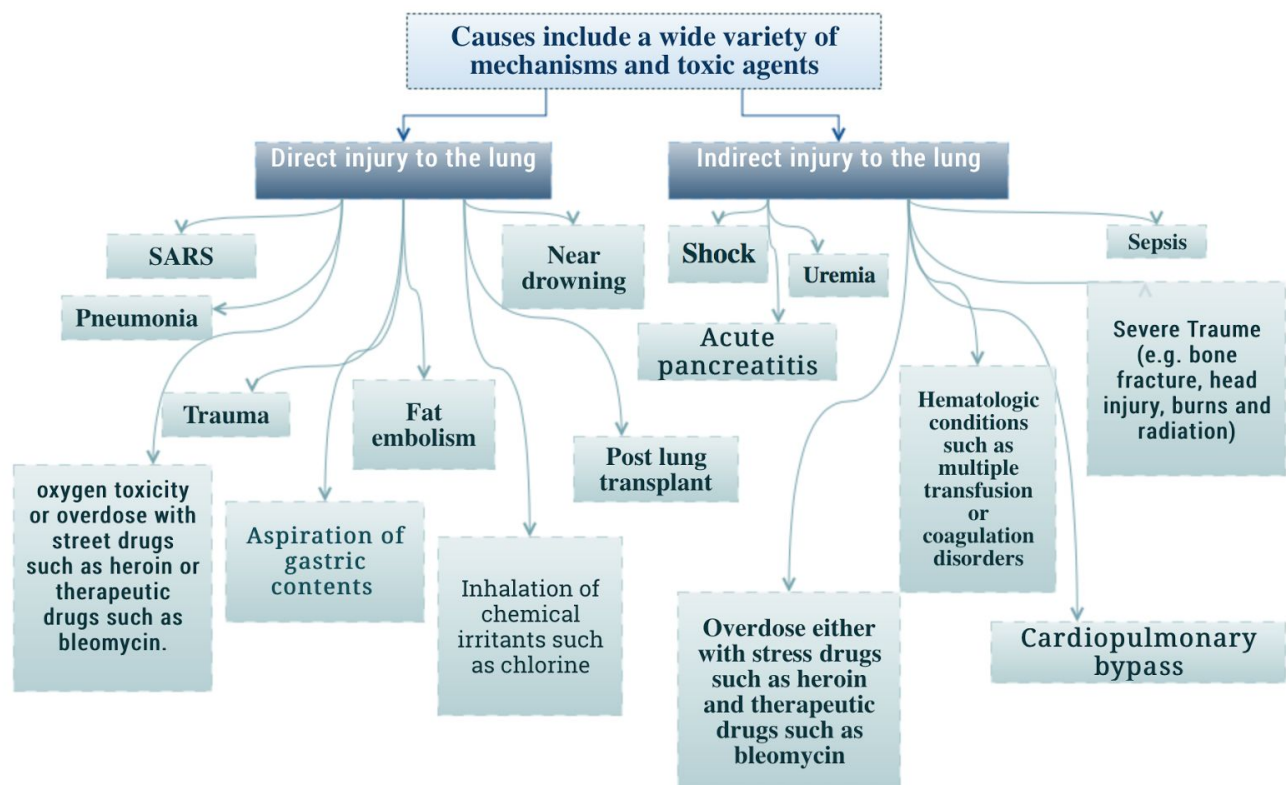 Causes include a wide variety of
mechanisms and toxic agents
Direct injury to the lung
Indirect injury to the lung
SARS
Pneumonia
Trauma
Fat
embolism
Near
drowning
Post lung
transplant
oxygen toxicity
or overdose with
street drugs
such as heroin or
therapeutic
drugs such as
bleomycin.
Aspiration of
gastric
contents
Inhalation of
chemical
irritants such
as chlorine
Shock
Uremia
Acute
pancreatitis
Sepsis
Severe Traume
(e.g. bone
fracture, head
injury, burns and
radiation)
Hematologic
conditions
such as
multiple
transfusion
or
coagulation
disorders
Overdose either
with stress drugs
such as heroin
and therapeutic
drugs such as
bleomycin
Cardiopulmonary
bypass